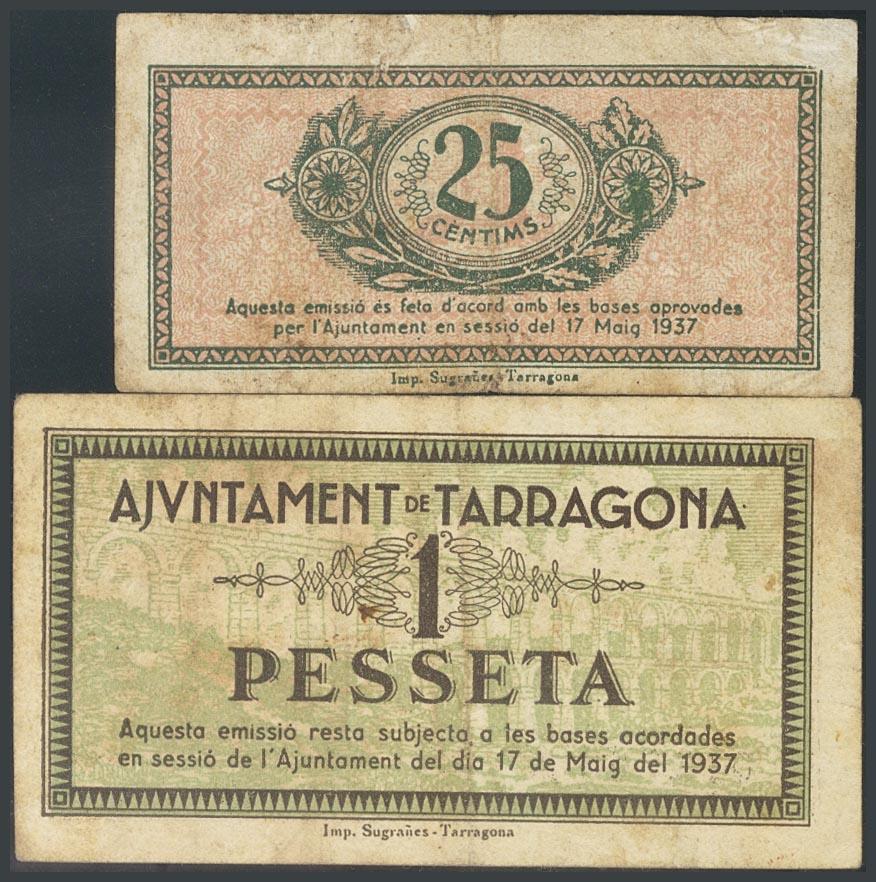 25
CÈNTIMS
Aquesta emissió és feta d'acord amb les bases aprovades
per l'Ajuntament en sessió del 17 Maig 1937
Imp. Sugrañes - Tarragona
AJVNTAMENT DE TARRAGONA
1
PESSETA
Aquesta emissió resta subjecta a les bases acordades
en sessió de l'Ajuntament del dia 17 de Maig del 1937
Imp. Sugrañes - Tarragona